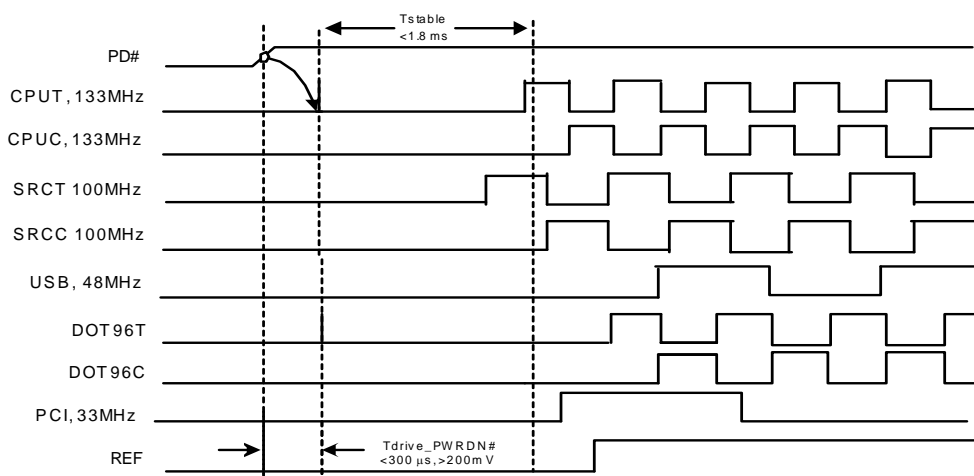 Tstable
<1.8 ms
PD#
CPUT, 133MHz
CPUC, 133MHz
SRCT 100MHz
SRCC 100MHz
USB, 48MHz
DOT96T
DOT96C
PCI, 33MHz
REF
Tdrive_PWRDN#
<300 µs, >200mV